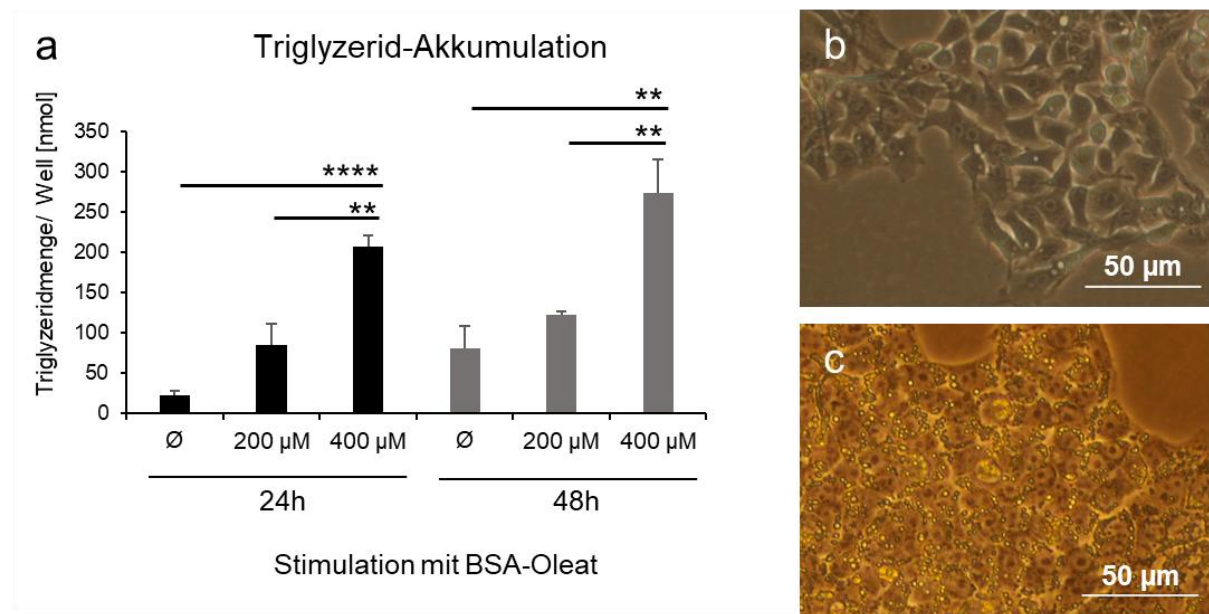 a
Triglyzerid-Akkumulation
Triglyzeridmenge/ Well [nmol]
350
300
250
200
150
100
50
0
****
**
**
**
Ø
200 µM
400 µM
Ø
200 µM
400 µM
24h
48h
Stimulation mit BSA-Oleat
b
50 µm
c
50 µm